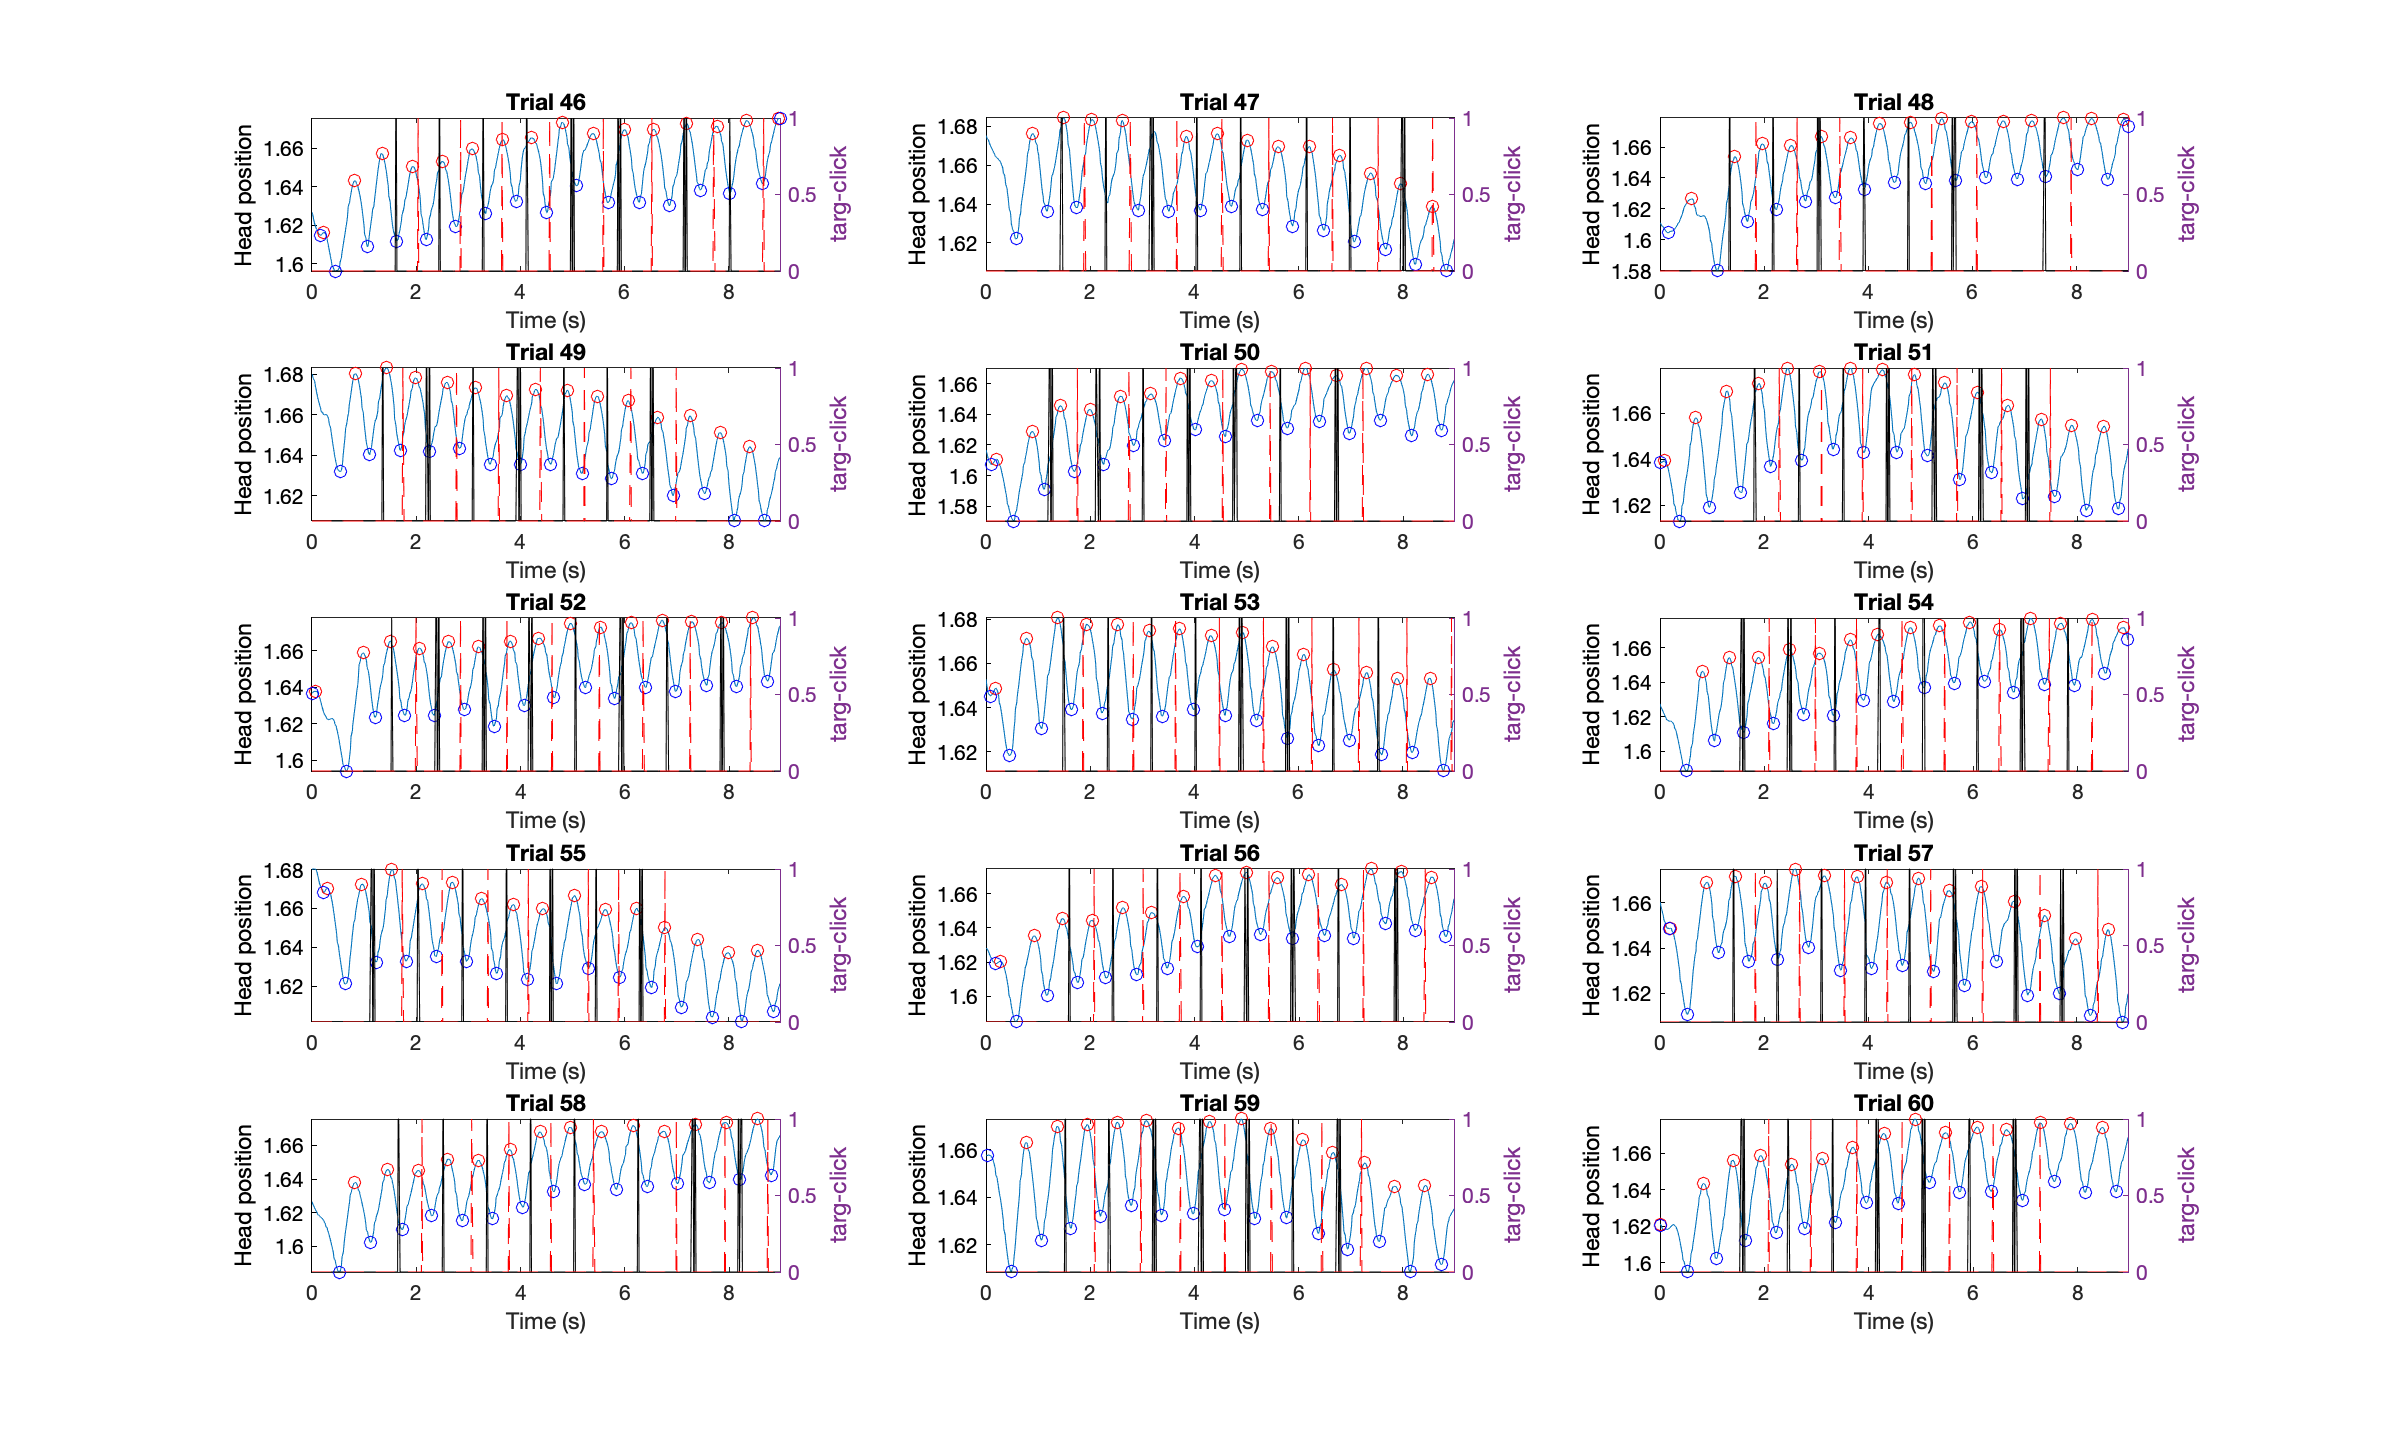 Trial 46
Head position
1.66
1.64
1.62
1.6
0 2 4 6 8
Time (s)
1
0.5
0
targ-click
Trial 47
Head position
1.68
1.66
1.64
1.62
0 2 4 6 8
Time (s)
1
0.5
0
targ-click
Trial 48
Head position
1.66
1.64
1.62
1.6
1.58
0 2 4 6 8
Time (s)
1
0.5
0
targ-click
Trial 49
Head position
1.68
1.66
1.64
1.62
0 2 4 6 8
Time (s)
1
0.5
0
targ-click
Trial 50
Head position
1.66
1.64
1.62
1.6
1.58
0 2 4 6 8
Time (s)
1
0.5
0
targ-click
Trial 51
Head position
1.66
1.64
1.62
0 2 4 6 8
Time (s)
1
0.5
0
targ-click
Trial 52
Head position
1.66
1.64
1.62
1.6
0 2 4 6 8
Time (s)
1
0.5
0
targ-click
Trial 53
Head position
1.68
1.66
1.64
1.62
0 2 4 6 8
Time (s)
1
0.5
0
targ-click
Trial 54
Head position
1.66
1.64
1.62
1.6
0 2 4 6 8
Time (s)
1
0.5
0
targ-click
Trial 55
Head position
1.68
1.66
1.64
1.62
0 2 4 6 8
Time (s)
1
0.5
0
targ-click
Trial 56
Head position
1.66
1.64
1.62
1.6
0 2 4 6 8
Time (s)
1
0.5
0
targ-click
Trial 57
Head position
1.66
1.64
1.62
0 2 4 6 8
Time (s)
1
0.5
0
targ-click
Trial 58
Head position
1.66
1.64
1.62
1.6
0 2 4 6 8
Time (s)
1
0.5
0
targ-click
Trial 59
Head position
1.66
1.64
1.62
0 2 4 6 8
Time (s)
1
0.5
0
targ-click
Trial 60
Head position
1.66
1.64
1.62
1.6
0 2 4 6 8
Time (s)
1
0.5
0
targ-click